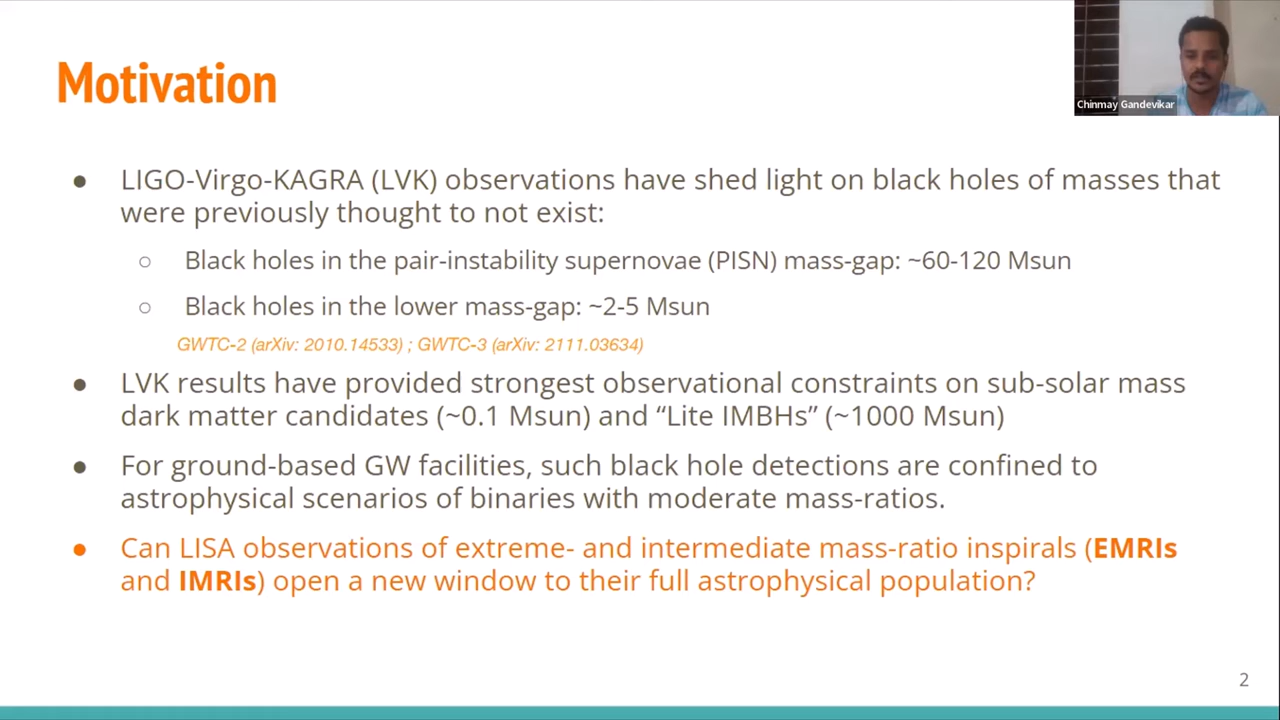 Motivation
Chinmay Gandevikar
● LIGO-Virgo-KAGRA (LVK) observations have shed light on black holes of masses that
were previously thought to not exist:
○ Black holes in the pair-instability supernovae (PISN) mass-gap: ~60-120 Msun
○ Black holes in the lower mass-gap: ~2-5 Msun
GWTC-2 (arXiv: 2010.14533) ; GWTC-3 (arXiv: 2111.03634)
● LVK results have provided strongest observational constraints on sub-solar mass
dark matter candidates (~0.1 Msun) and “Lite IMBHs” (~1000 Msun)
● For ground-based GW facilities, such black hole detections are confined to
astrophysical scenarios of binaries with moderate mass-ratios.
● Can LISA observations of extreme- and intermediate mass-ratio inspirals (EMRIs
and IMRIs) open a new window to their full astrophysical population?
2